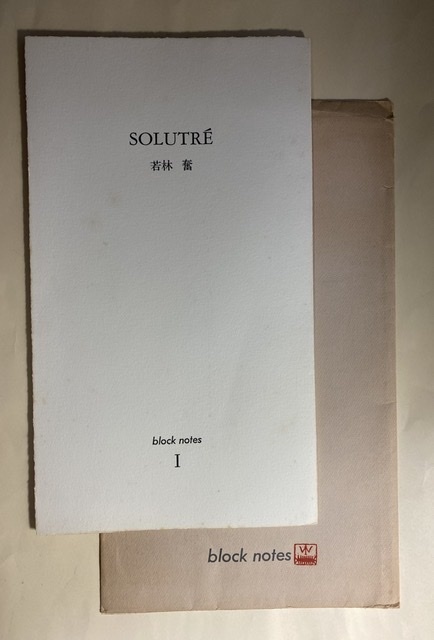 SOLUTRÉ
若林 奮
block notes
I
block notes